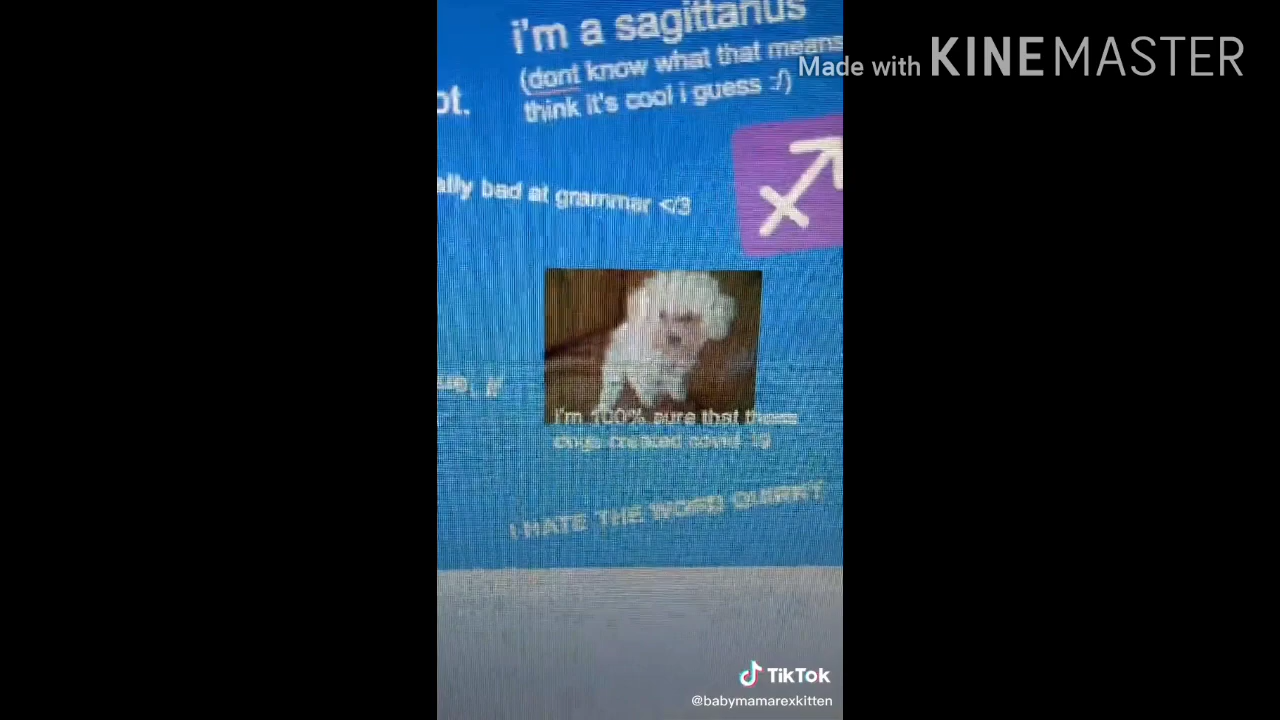 i'm a sagittarius
(dont know what that means
think it's cool i guess :/)
ot.
ally bad at grammar </3
I'm 100% sure that these
dogs created covid-19
I HATE THE WORD QUIRKY
Made with KINEMASTER
TikTok
@babymamarexkitten